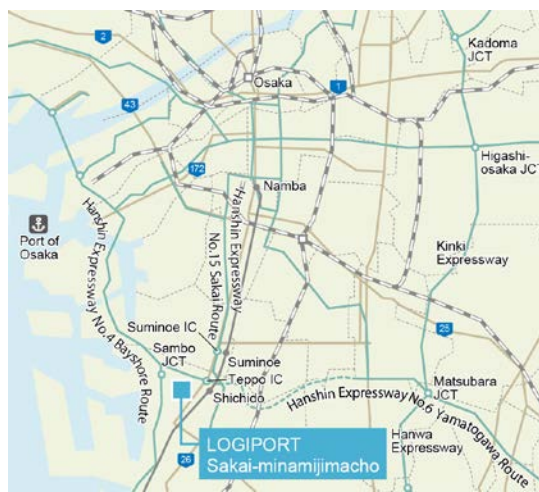 2
Kadoma
JCT
Osaka
1
43
172
Higashi-
osaka JCT
Namba
Hanshin Expressway
No.15 Sakai Route
Port of
Osaka
Hanshin Expressway No.4 Bayshore Route
Kinki
Expressway
25
Suminoe IC
Sambo
JCT
Suminoe
Teppo IC
Shichido
Matsubara
JCT
Hanshin Expressway No.6 Yamatogawa Route
LOGIPORT
Sakai-minamijimacho
Hanwa
Expressway
26